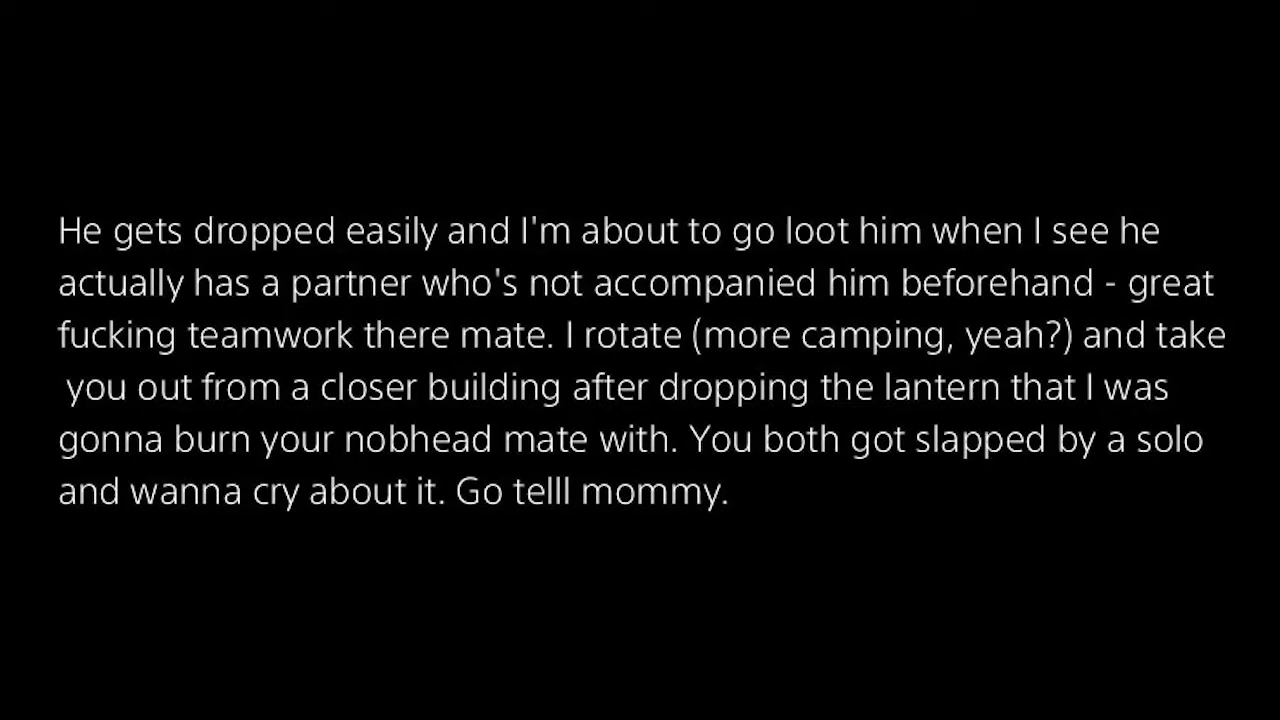 He gets dropped easily and I'm about to go loot him when I see he
actually has a partner who's not accompanied him beforehand - great
fucking teamwork there mate. I rotate (more camping, yeah?) and take
you out from a closer building after dropping the lantern that I was
gonna burn your nobhead mate with. You both got slapped by a solo
and wanna cry about it. Go telll mommy.